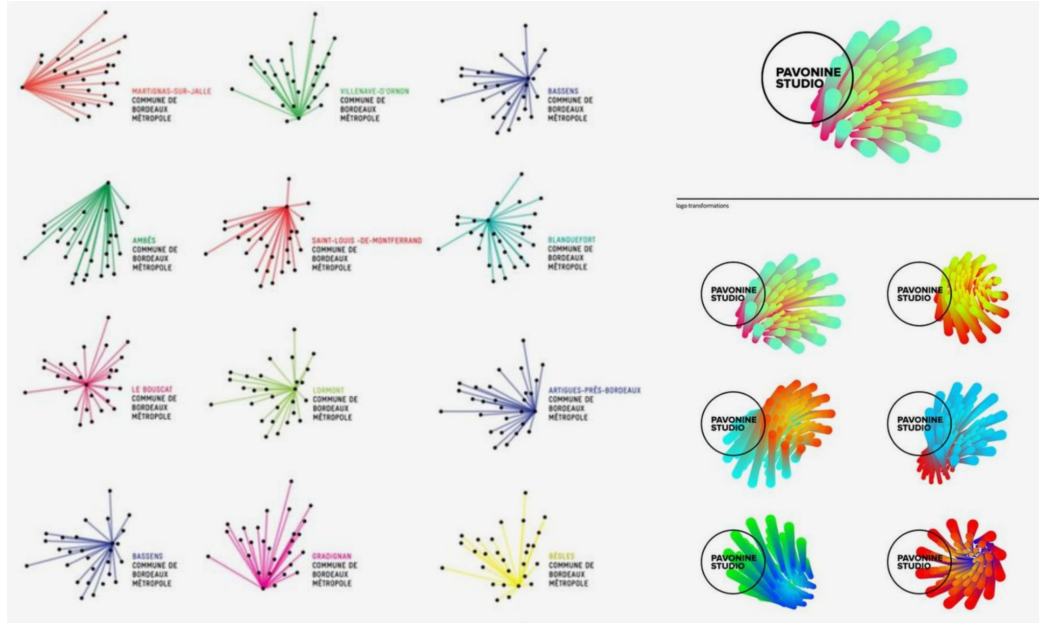 MARTIGNAS-SUR-JALLE
COMMUNE DE
BORDEAUX
MÉTROPOLE
VILLENAVE-D'ORNON
COMMUNE DE
BORDEAUX
MÉTROPOLE
BASSENS
COMMUNE DE
BORDEAUX
MÉTROPOLE
AMBÈS
COMMUNE DE
BORDEAUX
MÉTROPOLE
SAINT-LOUIS -DE-MONTFERRAND
COMMUNE DE
BORDEAUX
MÉTROPOLE
BLANQUEFORT
COMMUNE DE
BORDEAUX
MÉTROPOLE
LE BOUSCAT
COMMUNE DE
BORDEAUX
MÉTROPOLE
LORMONT
COMMUNE DE
BORDEAUX
MÉTROPOLE
ARTIGUES-PRÈS-BORDEAUX
COMMUNE DE
BORDEAUX
MÉTROPOLE
BASSENS
COMMUNE DE
BORDEAUX
MÉTROPOLE
GRADIGNAN
COMMUNE DE
BORDEAUX
MÉTROPOLE
BÈGLES
COMMUNE DE
BORDEAUX
MÉTROPOLE
PAVONINE
STUDIO
logo transformations
PAVONINE
STUDIO
PAVONINE
STUDIO
PAVONINE
STUDIO
PAVONINE
STUDIO
PAVONINE
STUDIO
PAVONINE
STUDIO